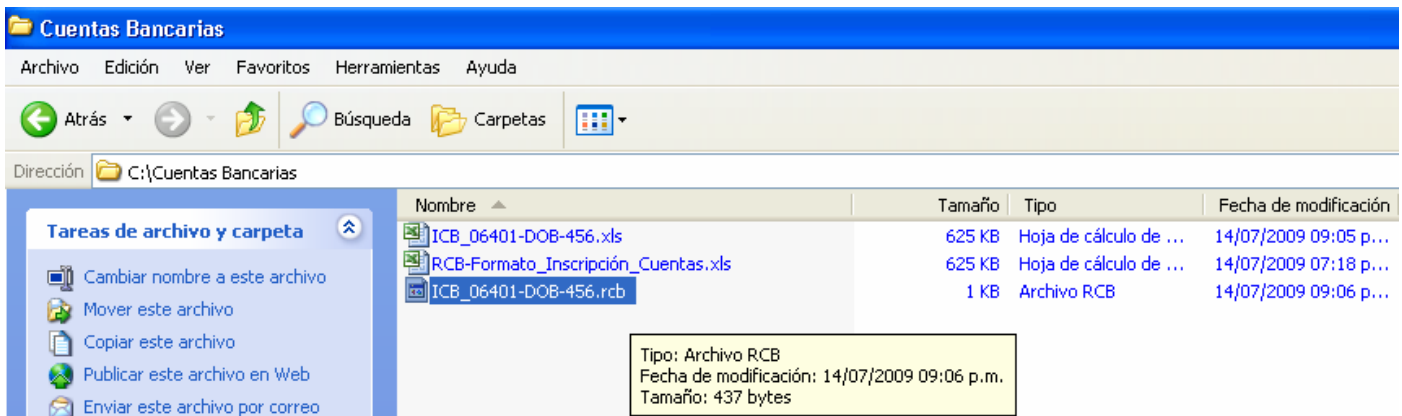 Cuentas Bancarias
Archivo Edición Ver Favoritos Herramientas Ayuda
Atrás Búsqueda Carpetas
Dirección C:\Cuentas Bancarias
Nombre Tamaño Tipo Fecha de modificación
Tareas de archivo y carpeta
Cambiar nombre a este archivo
Mover este archivo
Copiar este archivo
Publicar este archivo en Web
Enviar este archivo por correo
ICB_06401-DOB-456.xls 625 KB Hoja de cálculo de ... 14/07/2009 09:05 p...
RCB-Formato_Inscripción_Cuentas.xls 625 KB Hoja de cálculo de ... 14/07/2009 07:18 p...
ICB_06401-DOB-456.rcb 1 KB Archivo RCB 14/07/2009 09:06 p...
Tipo: Archivo RCB
Fecha de modificación: 14/07/2009 09:06 p.m.
Tamaño: 437 bytes